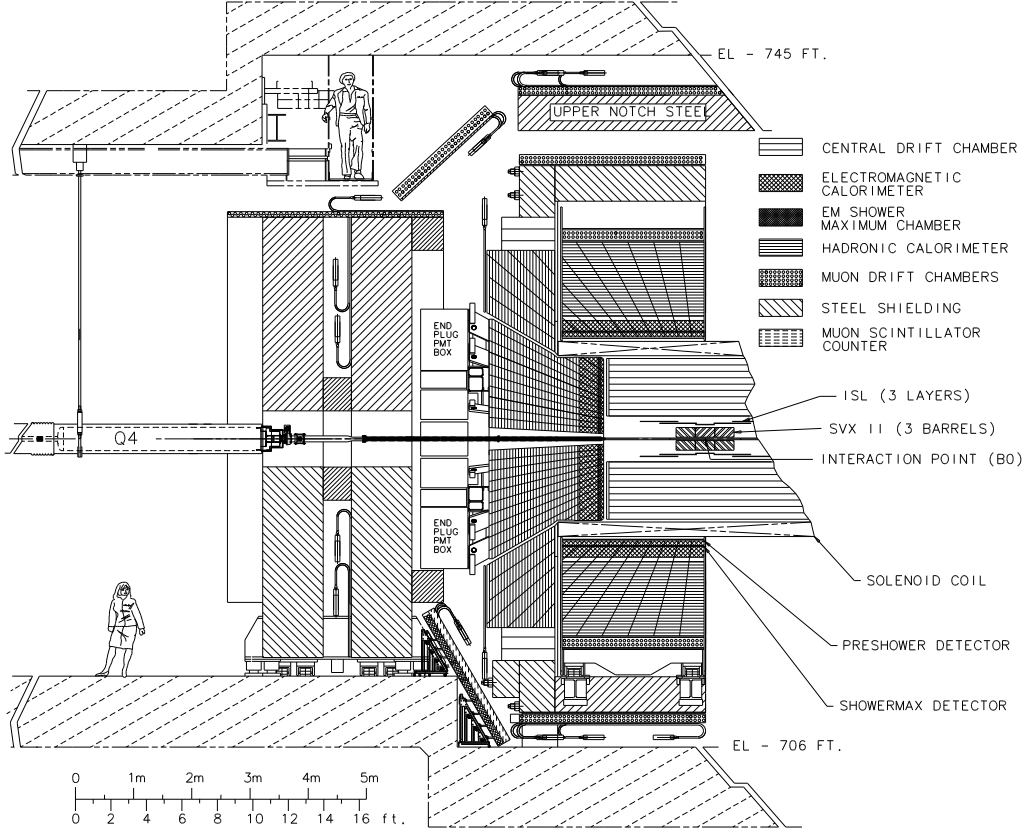 EL - 745 FT.
UPPER NOTCH STEEL
CENTRAL DRIFT CHAMBER
ELECTROMAGNETIC
CALORIMETER
EM SHOWER
MAXIMUM CHAMBER
HADRONIC CALORIMETER
MUON DRIFT CHAMBERS
STEEL SHIELDING
MUON SCINTILLATOR
COUNTER
END
PLUG
PMT
BOX
ISL (3 LAYERS)
SVX II (3 BARRELS)
INTERACTION POINT (B0)
Q4
END
PLUG
PMT
BOX
SOLENOID COIL
PRESHOWER DETECTOR
SHOWERMAX DETECTOR
EL - 706 FT.
0 1m 2m 3m 4m 5m
0 2 4 6 8 10 12 14 16 ft.